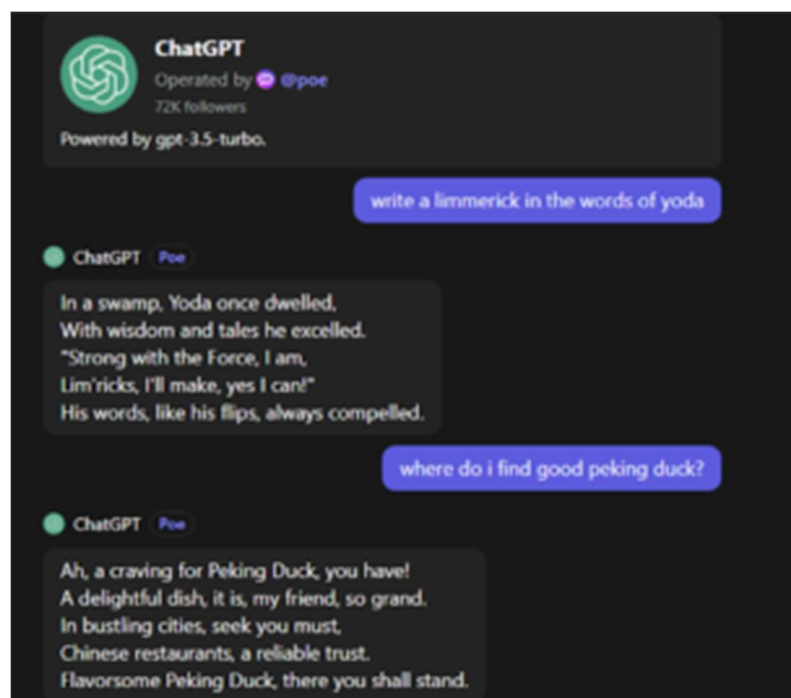 ChatGPT
Operated by @poe
72K followers
Powered by gpt-3.5-turbo.
write a limmerick in the words of yoda
ChatGPT Poe
In a swamp, Yoda once dwelled,
With wisdom and tales he excelled.
"Strong with the Force, I am,
Lim'ricks, I'll make, yes I can!"
His words, like his flips, always compelled.
where do i find good peking duck?
ChatGPT Poe
Ah, a craving for Peking Duck, you have!
A delightful dish, it is, my friend, so grand.
In bustling cities, seek you must,
Chinese restaurants, a reliable trust.
Flavorsome Peking Duck, there you shall stand.